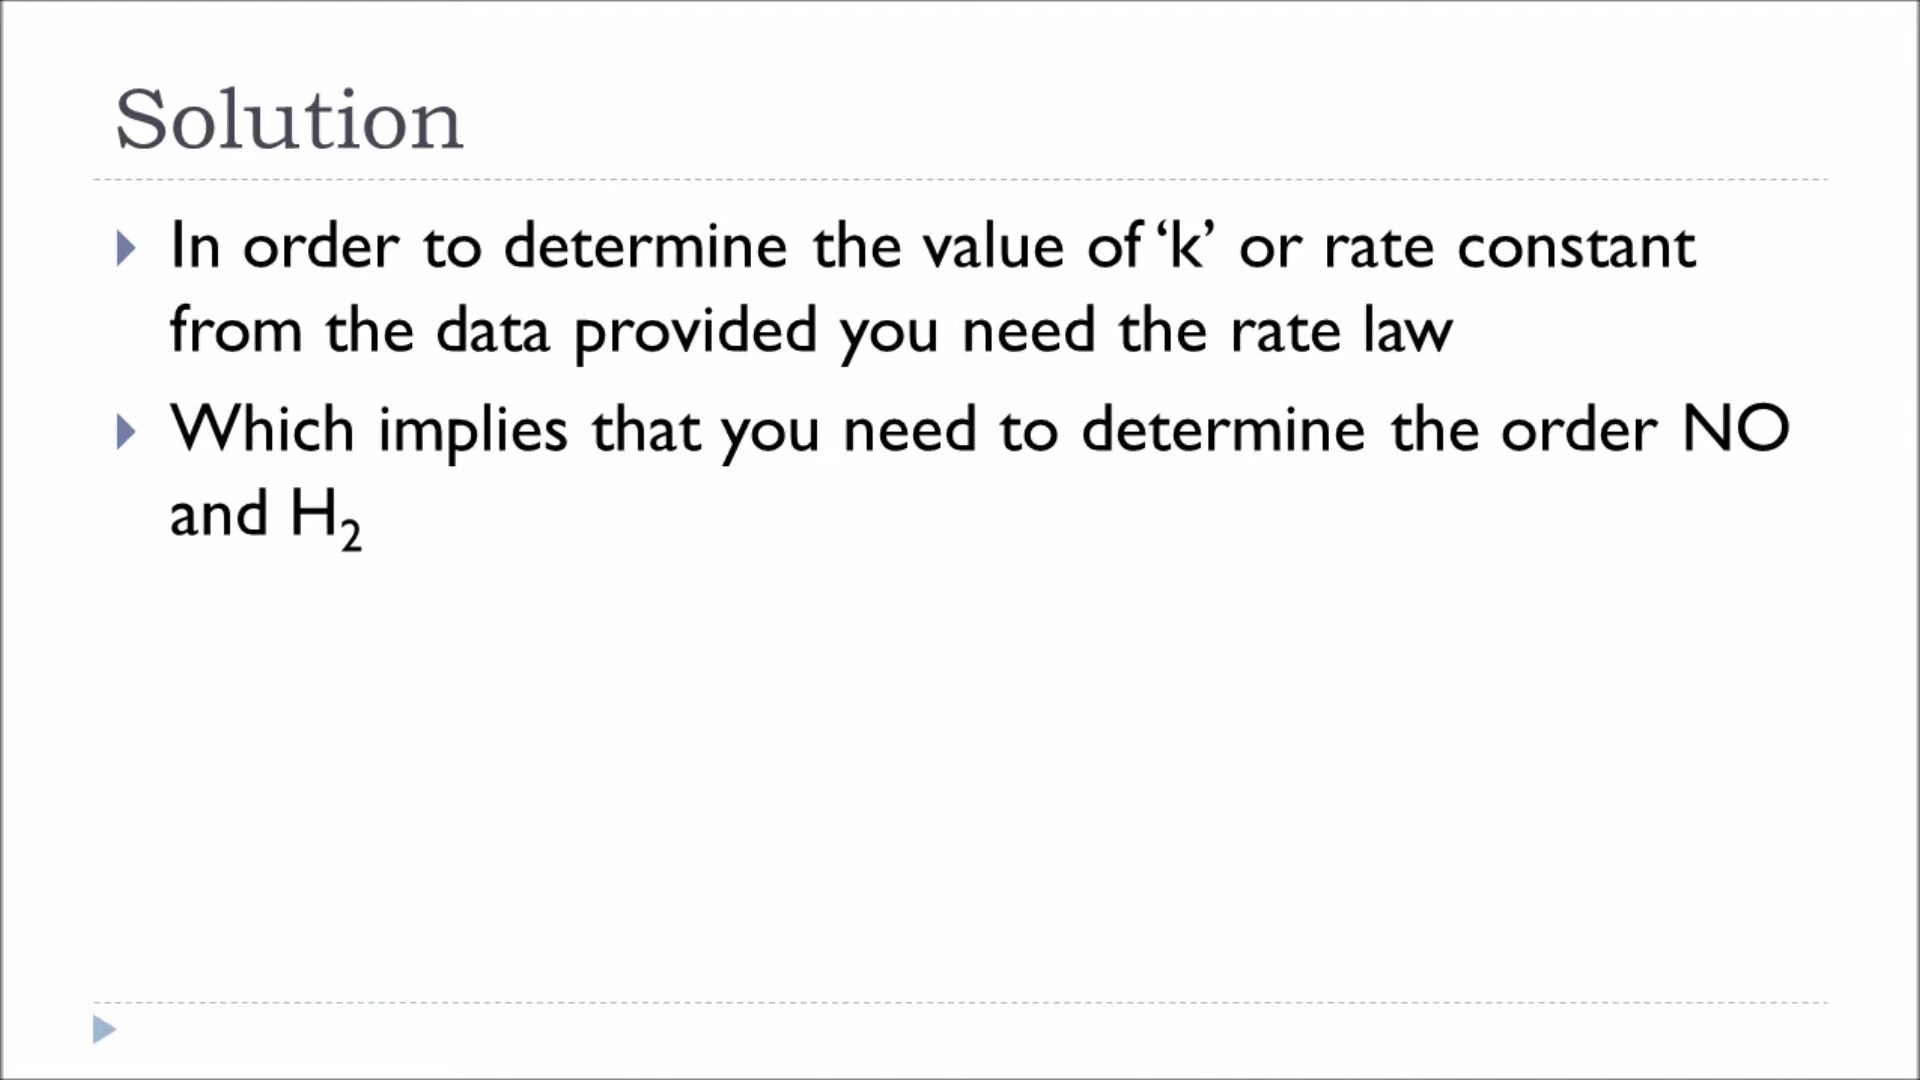 Solution
In order to determine the value of ‘k’ or rate constant
from the data provided you need the rate law
Which implies that you need to determine the order NO
and H₂